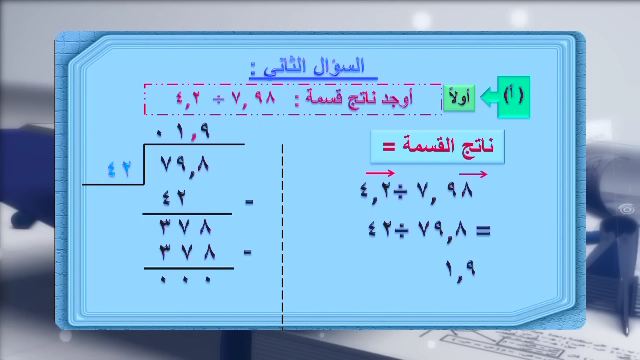 السؤال الثاني :
( أ )
أولاً
أوجد ناتج قسمة : ٧,٩٨ ÷ ٤,٢
ناتج القسمة =
٤,٢ ÷ ٧,٩٨
٤٢ ÷ ٧٩,٨ =
١,٩
٠١,٩
٤٢ ٧٩,٨
٤٢ -
٣٧٨
٣٧٨ -
٠٠٠